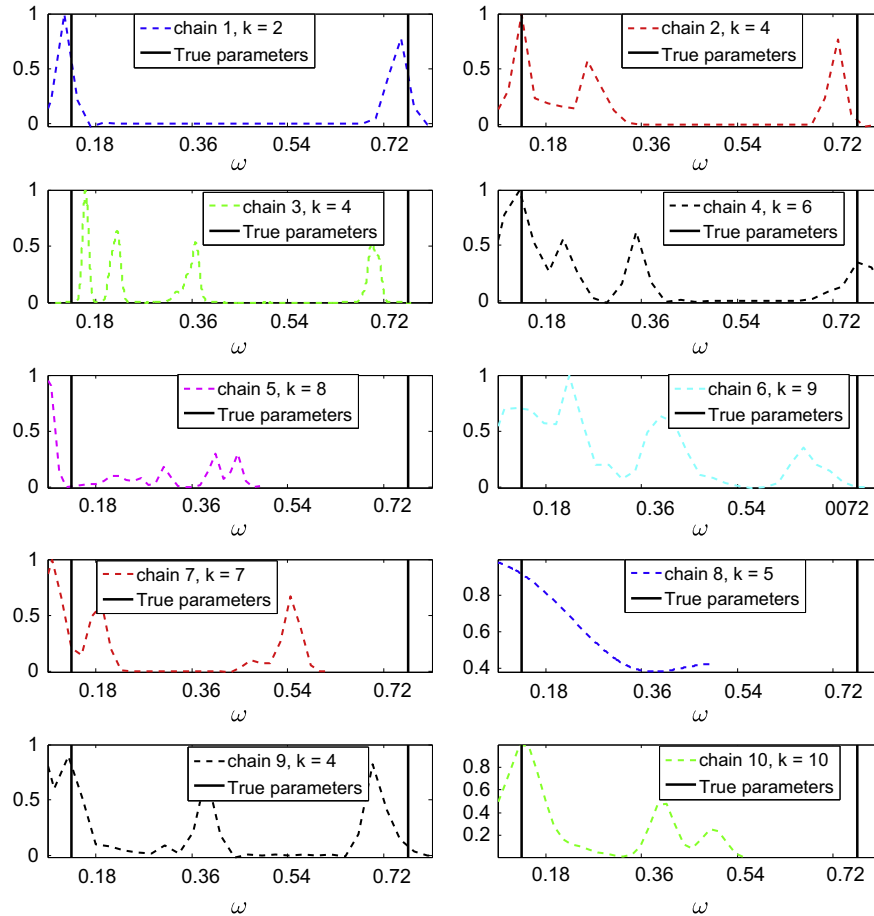 1
0.5
0
chain 1, k = 2
True parameters
0.18 0.36 0.54 0.72
ω
1
0.5
0
chain 2, k = 4
True parameters
0.18 0.36 0.54 0.72
ω
1
0.5
0
chain 3, k = 4
True parameters
0.18 0.36 0.54 0.72
ω
1
0.5
0
chain 4, k = 6
True parameters
0.18 0.36 0.54 0.72
ω
1
0.5
0
chain 5, k = 8
True parameters
0.18 0.36 0.54 0.72
ω
1
0.5
0
chain 6, k = 9
True parameters
0.18 0.36 0.54 0072
ω
1
0.5
0
chain 7, k = 7
True parameters
0.18 0.36 0.54 0.72
ω
0.8
0.6
0.4
chain 8, k = 5
True parameters
0.18 0.36 0.54 0.72
ω
1
0.5
0
chain 9, k = 4
True parameters
0.18 0.36 0.54 0.72
ω
0.8
0.6
0.4
0.2
chain 10, k = 10
True parameters
0.18 0.36 0.54 0.72
ω